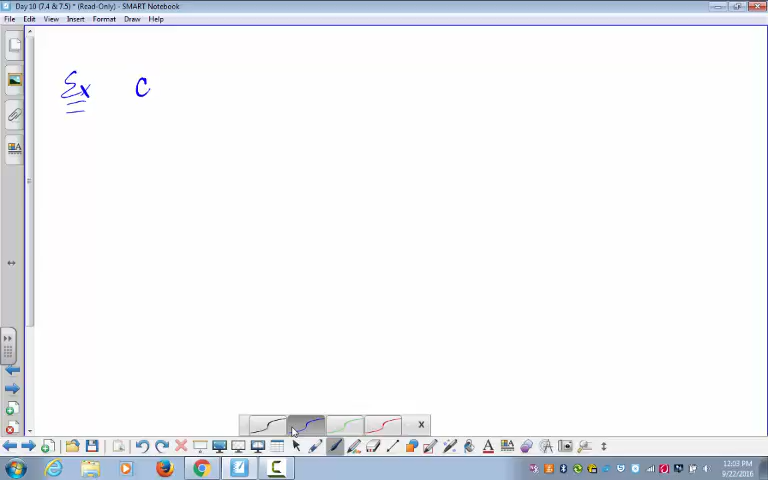 Day 10 (7.4 & 7.5) * (Read-Only) - SMART Notebook
File Edit View Insert Format Draw Help
Ex C
12:03 PM
9/22/2016